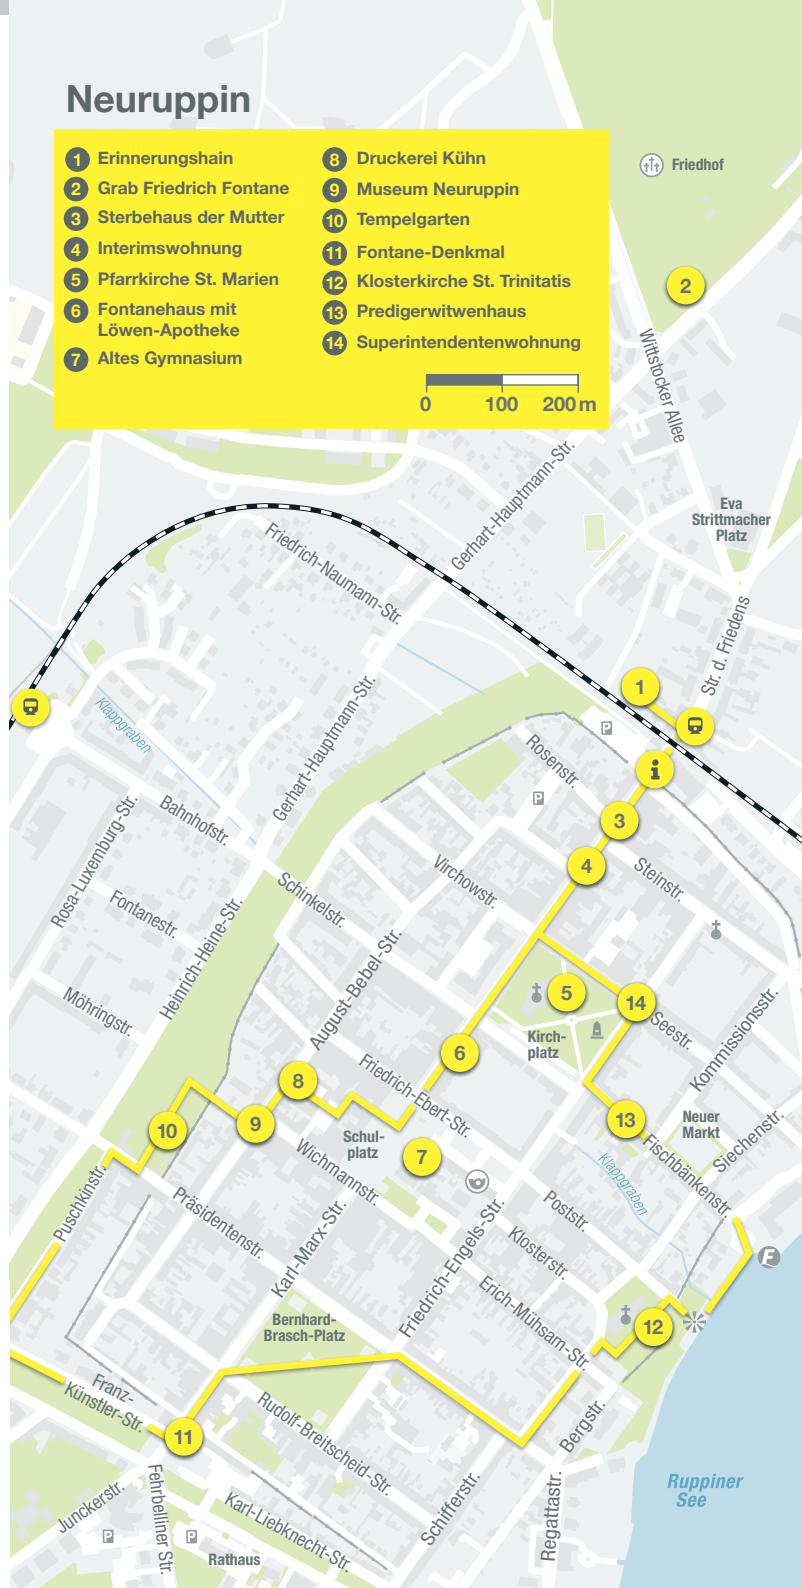 Neuruppin
1 Erinnerungshain
2 Grab Friedrich Fontane
3 Sterbehaus der Mutter
4 Interimswohnung
5 Pfarrkirche St. Marien
6 Fontanehaus mit
Löwen-Apotheke
7 Altes Gymnasium
8 Druckerei Kühn
9 Museum Neuruppin
10 Tempelgarten
11 Fontane-Denkmal
12 Klosterkirche St. Trinitatis
13 Predigerwitwenhaus
14 Superintendentenwohnung
0 100 200 m
Friedhof
2
Wittstocker Allee
Gerhart-Hauptmann-Str.
Eva
Strittmacher
Platz
Friedrich-Naumann-Str.
Str. d. Friedens
1
Klappgraben
Gerhart-Hauptmann-Str.
P
Rosenstr.
i
P
3
Bahnhofstr.
Rosa-Luxemburg-Str.
4
Virchowstr.
Steinstr.
Fontanestr.
Schinkelstr.
Heinrich-Heine-Str.
August-Bebel-Str.
Möhringstr.
5
14
Seestr.
Kommissionsstr.
Kirch-
platz
6
Friedrich-Ebert-Str.
8
10
9
13
Neuer
Markt
Siechenstr.
Schul-
platz
7
Fischbänkenstr.
Klappgraben
Wichmannstr.
Puschkinstr.
Präsidentenstr.
Poststr.
Karl-Marx-Str.
Friedrich-Engels-Str.
Klosterstr.
F
Erich-Mühsam-Str.
Bernhard-
Brasch-Platz
12
Franz-
Künstler-Str.
Rudolf-Breitscheid-Str.
Bergstr.
11
Ruppiner
See
Junckerstr.
Fehrbelliner Str.
Karl-Liebknecht-Str.
Schifferstr.
Regattastr.
P
P
Rathaus